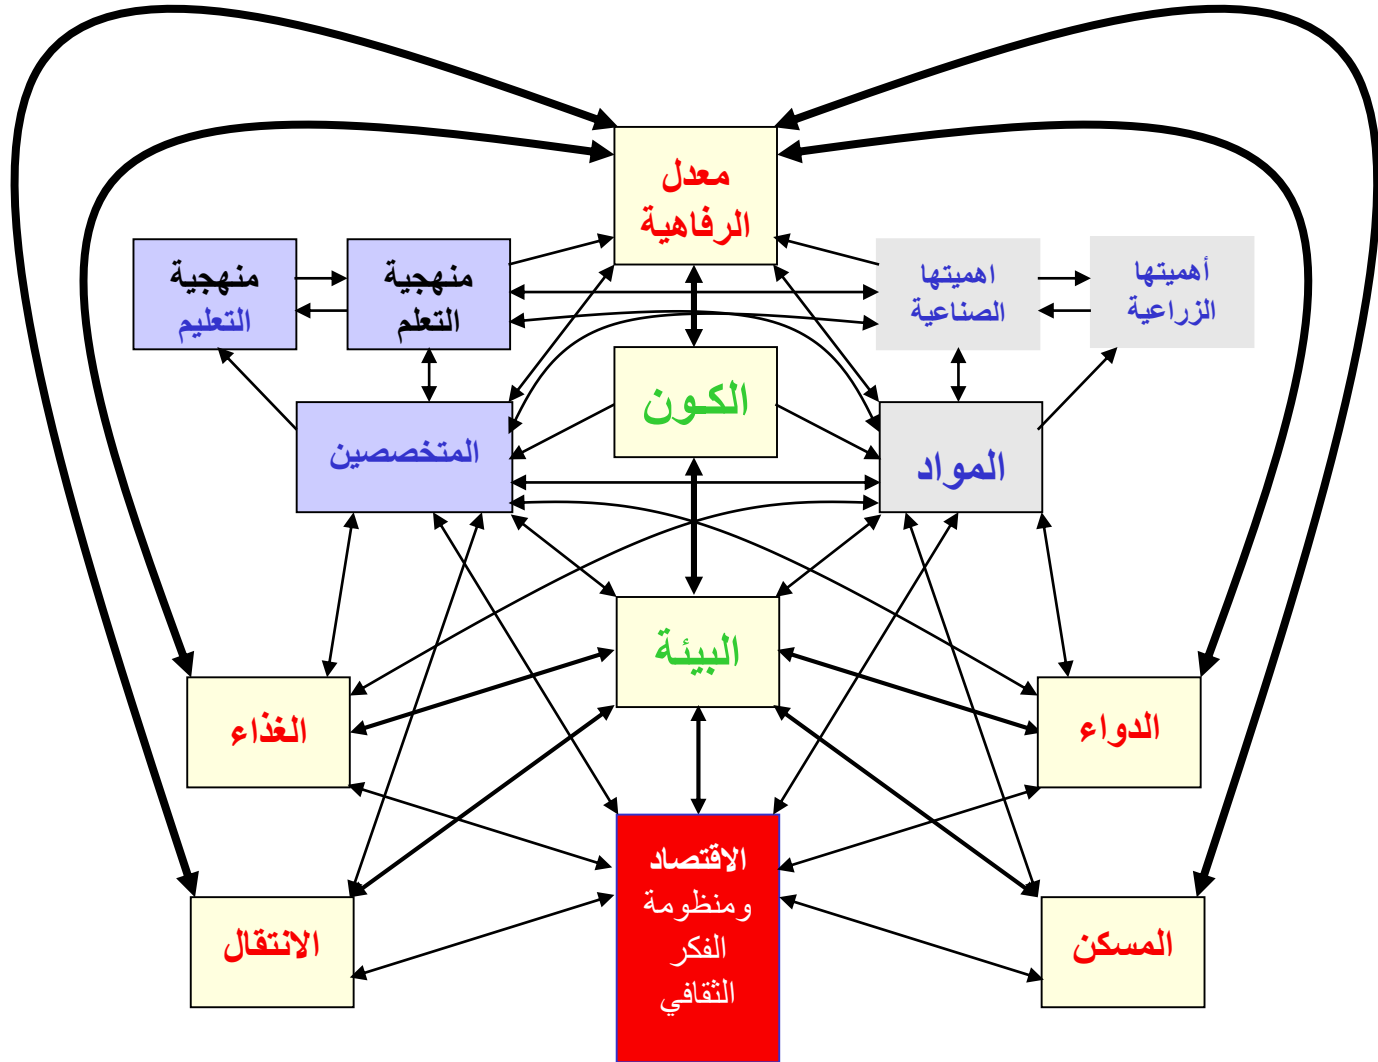 معدل
الرفاهية
أهميتها
الزراعية
اهميتها
الصناعية
منهجية
التعلم
منهجية
التعليم
الكـون
المواد
المتخصصين
البيئة
الدواء
الغذاء
الاقتصاد
ومنظومة
الفكر
الثقافي
المسكن
الانتقال